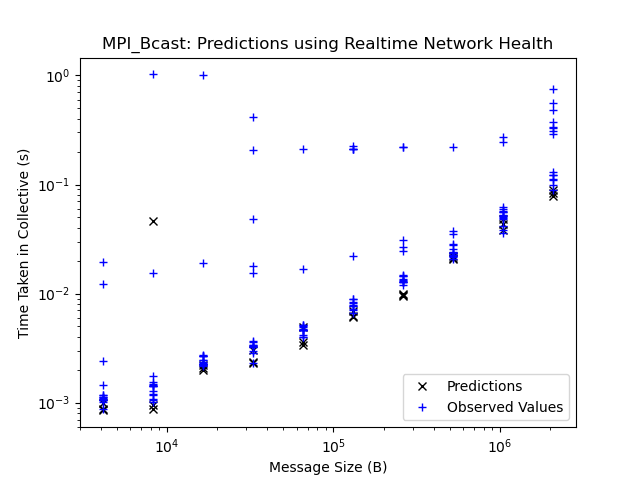 MPI_Bcast: Predictions using Realtime Network Health
Time Taken in Collective (s)
10⁰
10⁻¹
10⁻²
10⁻³
10⁴
10⁵
10⁶
Message Size (B)
Predictions
Observed Values